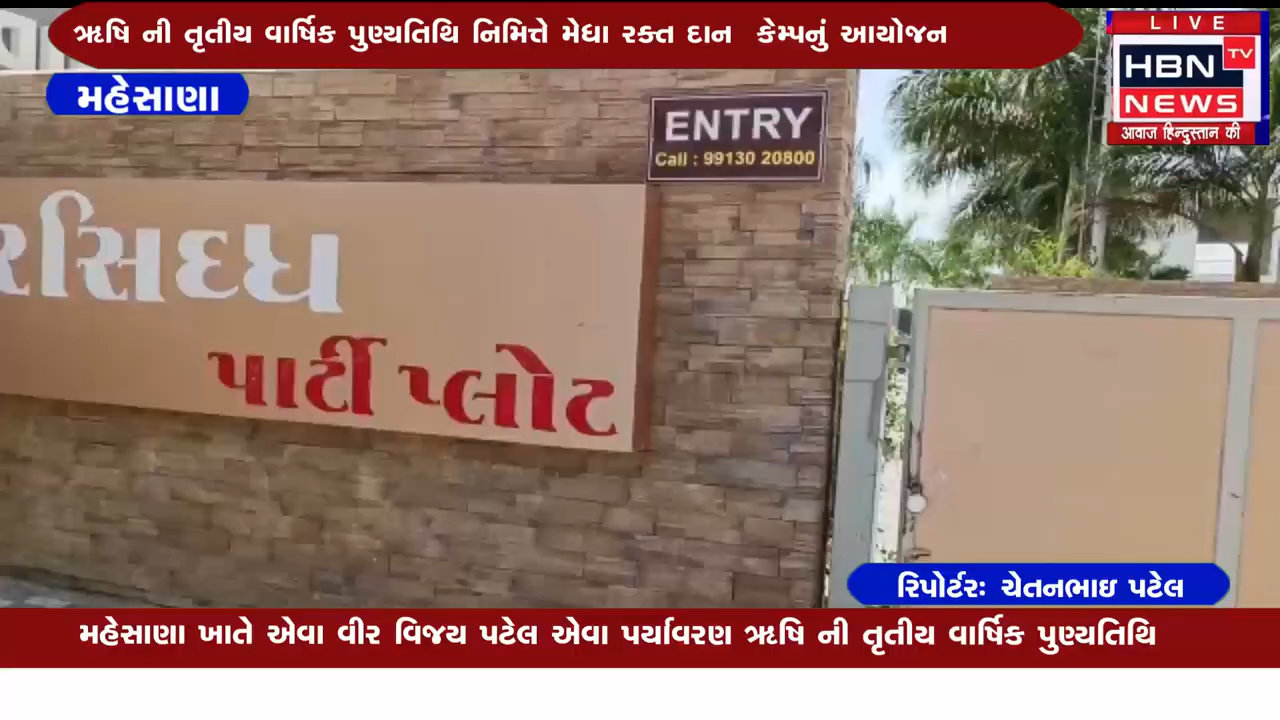 ઋષિ ની તૃતીય વાર્ષિક પુણ્યતિથિ નિમિત્તે મેધા રક્ત દાન કેમ્પનું આયોજન
LIVE
HBN TV
NEWS
आवाज हिन्दुस्तान की
મહેસાણા
ENTRY
Call : 99130 20800
રસિધ્ધ
પાર્ટી પ્લોટ
રિપોર્ટરઃ ચેતનભાઇ પટેલ
મહેસાણા ખાતે એવા વીર વિજય પટેલ એવા પર્યાવરણ ઋષિ ની તૃતીય વાર્ષિક પુણ્યતિથિ